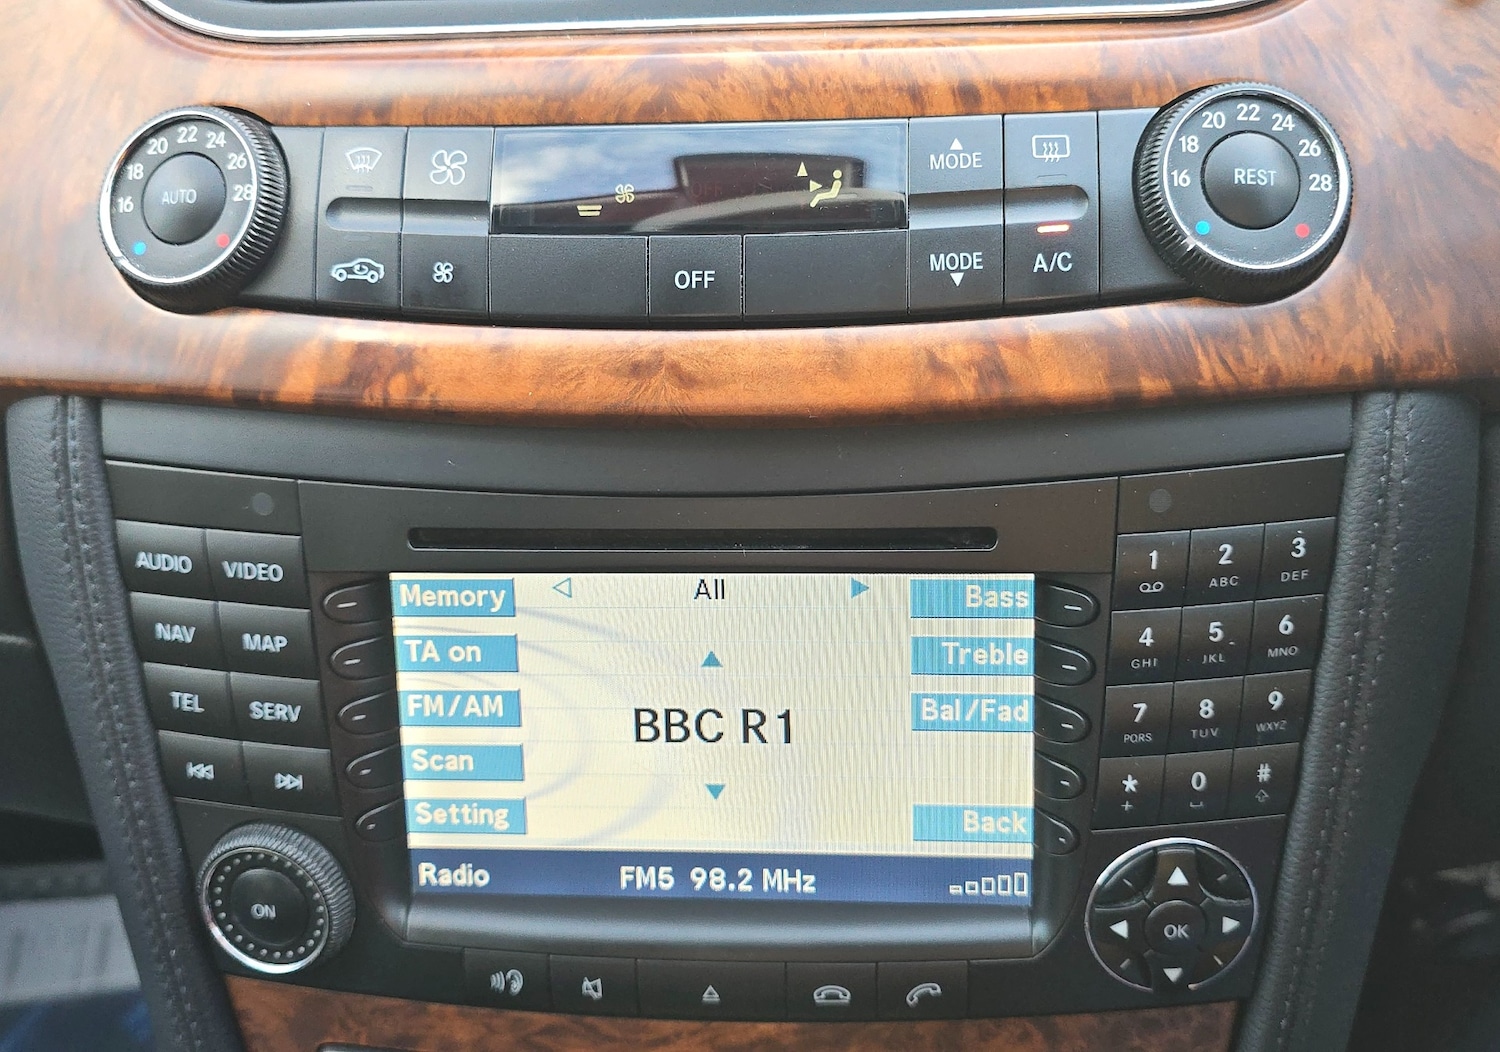 16 18 20 22 24 26 28
AUTO
OFF
MODE
MODE
A/C
16 18 20 22 24 26 28
REST
AUDIO VIDEO
NAV MAP
TEL SERV
ON
Memory
TA on
FM/AM
Scan
Setting
All
BBC R1
Bass
Treble
Bal/Fad
Back
Radio FM5 98.2 MHz
1 2 ABC 3 DEF
4 GHI 5 JKL 6 MNO
7 PQRS 8 TUV 9 WXYZ
* + 0 #
OK